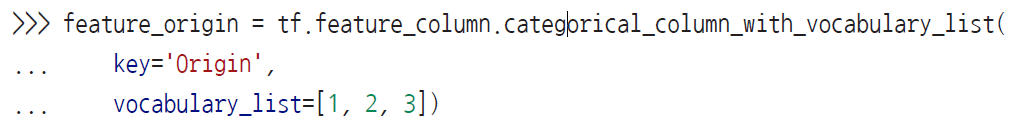 >>> feature_origin = tf.feature_column.categorical_column_with_vocabulary_list(
...     key='Origin',
...     vocabulary_list=[1, 2, 3])